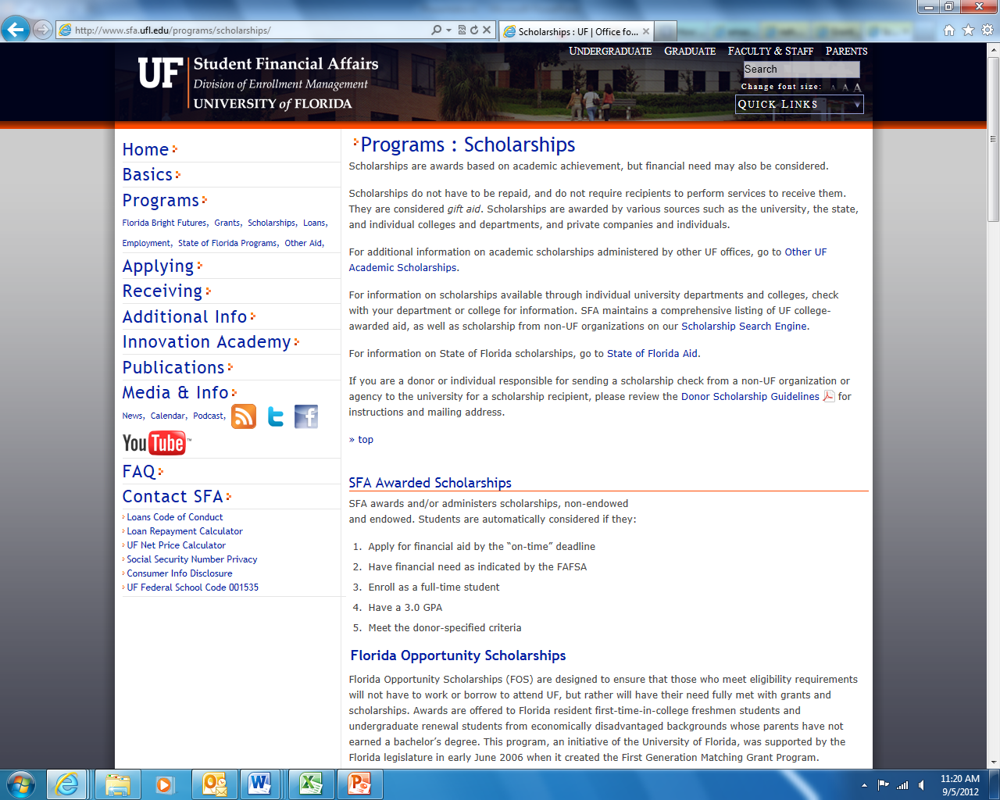 http://www.sfa.ufl.edu/programs/scholarships/
Scholarships : UF | Office fo...
UNDERGRADUATE GRADUATE FACULTY & STAFF PARENTS
UF Student Financial Affairs
Division of Enrollment Management
UNIVERSITY of FLORIDA
Search
Change font size: A A A
QUICK LINKS
Home
Basics
Programs
Florida Bright Futures, Grants, Scholarships, Loans,
Employment, State of Florida Programs, Other Aid,
Applying
Receiving
Additional Info
Innovation Academy
Publications
Media & Info
News, Calendar, Podcast,
YouTube™
FAQ
Contact SFA
Loans Code of Conduct
Loan Repayment Calculator
UF Net Price Calculator
Social Security Number Privacy
Consumer Info Disclosure
UF Federal School Code 001535
Programs : Scholarships
Scholarships are awards based on academic achievement, but financial need may also be considered.
Scholarships do not have to be repaid, and do not require recipients to perform services to receive them.
They are considered gift aid. Scholarships are awarded by various sources such as the university, the state,
and individual colleges and departments, and private companies and individuals.
For additional information on academic scholarships administered by other UF offices, go to Other UF
Academic Scholarships.
For information on scholarships available through individual university departments and colleges, check
with your department or college for information. SFA maintains a comprehensive listing of UF college-
awarded aid, as well as scholarship from non-UF organizations on our Scholarship Search Engine.
For information on State of Florida scholarships, go to State of Florida Aid.
If you are a donor or individual responsible for sending a scholarship check from a non-UF organization or
agency to the university for a scholarship recipient, please review the Donor Scholarship Guidelines for
instructions and mailing address.
» top
SFA Awarded Scholarships
SFA awards and/or administers scholarships, non-endowed
and endowed. Students are automatically considered if they:
1. Apply for financial aid by the “on-time” deadline
2. Have financial need as indicated by the FAFSA
3. Enroll as a full-time student
4. Have a 3.0 GPA
5. Meet the donor-specified criteria
Florida Opportunity Scholarships
Florida Opportunity Scholarships (FOS) are designed to ensure that those who meet eligibility requirements
will not have to work or borrow to attend UF, but rather will have their need fully met with grants and
scholarships. Awards are offered to Florida resident first-time-in-college freshmen students and
undergraduate renewal students from economically disadvantaged backgrounds whose parents have not
earned a bachelor’s degree. This program, an initiative of the University of Florida, was supported by the
Florida legislature in early June 2006 when it created the First Generation Matching Grant Program.
11:20 AM
9/5/2012